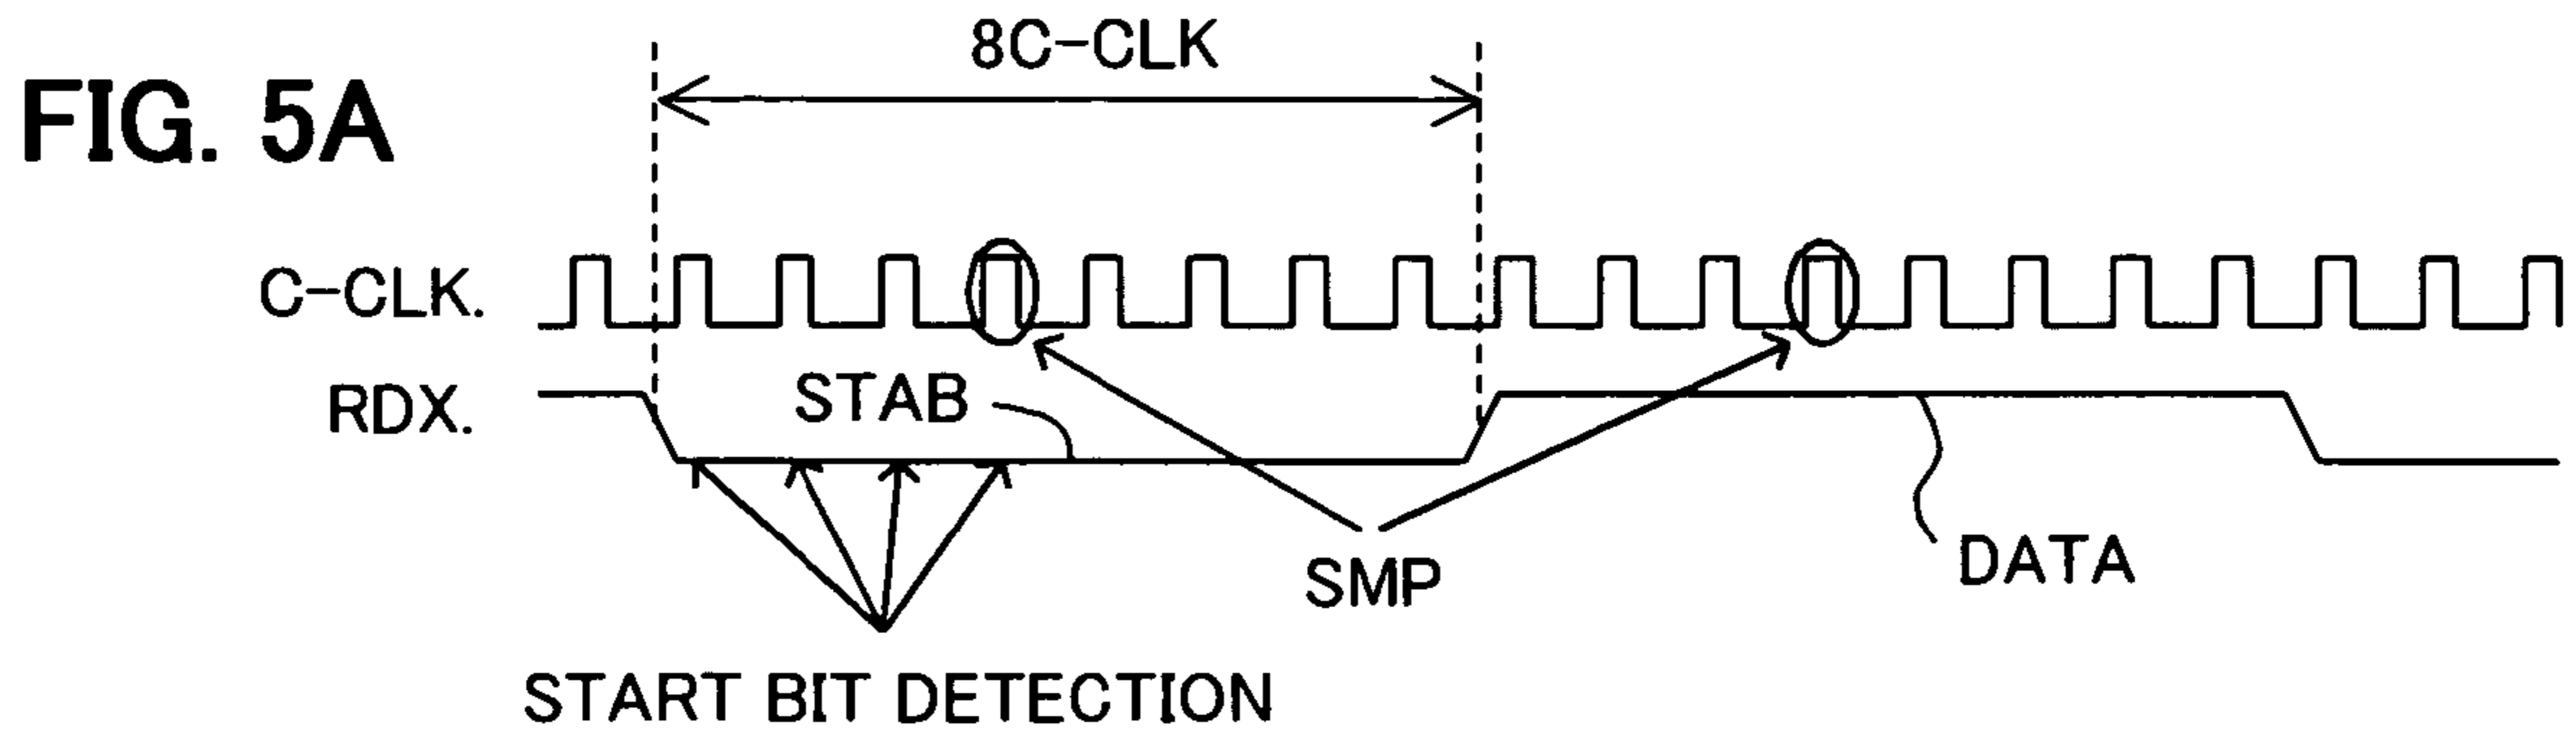 8C-CLK
FIG. 5A
C-CLK.
RDX.
STAB
SMP
DATA
START BIT DETECTION